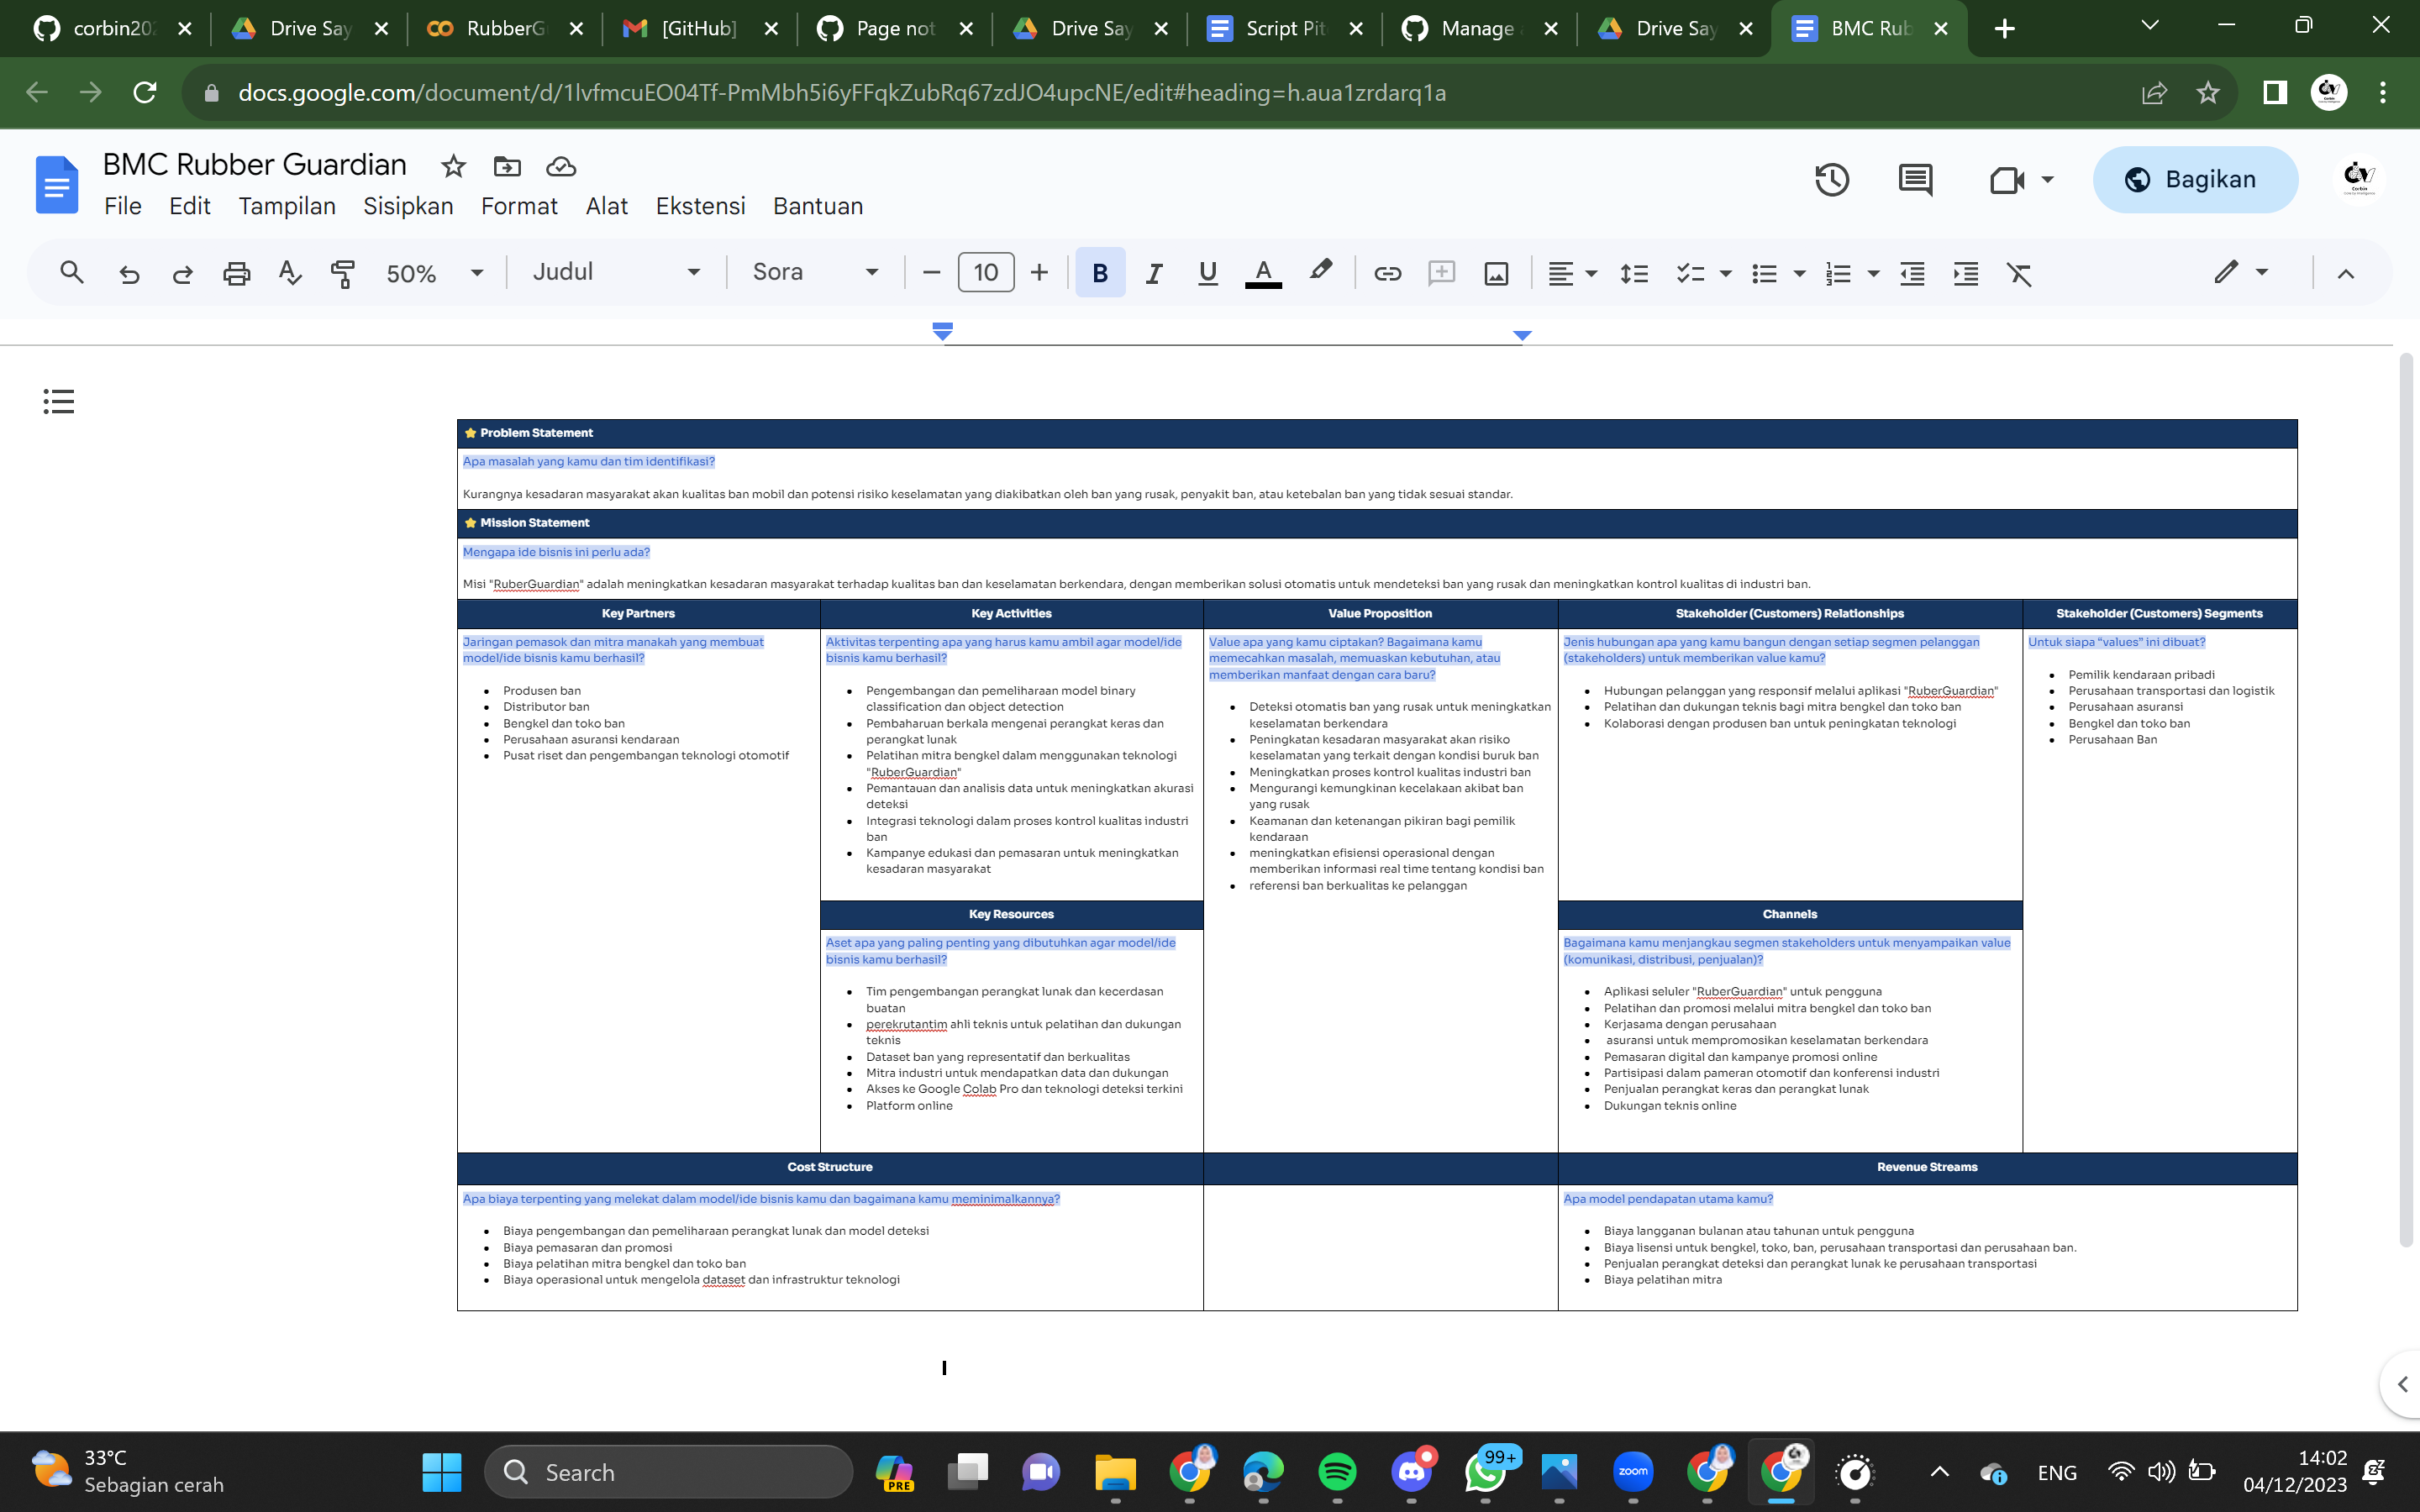 corbin202
Drive Say
RubberG
[GitHub]
Page not
Drive Say
Script Pit
Manage
Drive Say
BMC Rub
docs.google.com/document/d/1lvfmcuEO04Tf-PmMbh5i6yFFqkZubRq67zdJO4upcNE/edit#heading=h.aua1zrdarq1a
BMC Rubber Guardian
File Edit Tampilan Sisipkan Format Alat Ekstensi Bantuan
Bagikan
50% Judul Sora 10 B I U A
Problem Statement
Apa masalah yang kamu dan tim identifikasi?
Kurangnya kesadaran masyarakat akan kualitas ban mobil dan potensi risiko keselamatan yang diakibatkan oleh ban yang rusak, penyakit ban, atau ketebalan ban yang tidak sesuai standar.
Mission Statement
Mengapa ide bisnis ini perlu ada?
Misi "RuberGuardian" adalah meningkatkan kesadaran masyarakat terhadap kualitas ban dan keselamatan berkendara, dengan memberikan solusi otomatis untuk mendeteksi ban yang rusak dan meningkatkan kontrol kualitas di industri ban.
Key Partners
Jaringan pemasok dan mitra manakah yang membuat
model/ide bisnis kamu berhasil?
Produsen ban
Distributor ban
Bengkel dan toko ban
Perusahaan asuransi kendaraan
Pusat riset dan pengembangan teknologi otomotif
Key Activities
Aktivitas terpenting apa yang harus kamu ambil agar model/ide
bisnis kamu berhasil?
Pengembangan dan pemeliharaan model binary
classification dan object detection
Pembaharuan berkala mengenai perangkat keras dan
perangkat lunak
Pelatihan mitra bengkel dalam menggunakan teknologi
"RuberGuardian"
Pemantauan dan analisis data untuk meningkatkan akurasi
deteksi
Integrasi teknologi dalam proses kontrol kualitas industri
ban
Kampanye edukasi dan pemasaran untuk meningkatkan
kesadaran masyarakat
Key Resources
Aset apa yang paling penting yang dibutuhkan agar model/ide
bisnis kamu berhasil?
Tim pengembangan perangkat lunak dan kecerdasan
buatan
perekrutantim ahli teknis untuk pelatihan dan dukungan
teknis
Dataset ban yang representatif dan berkualitas
Mitra industri untuk mendapatkan data dan dukungan
Akses ke Google Colab Pro dan teknologi deteksi terkini
Platform online
Value Proposition
Value apa yang kamu ciptakan? Bagaimana kamu
memecahkan masalah, memuaskan kebutuhan, atau
memberikan manfaat dengan cara baru?
Deteksi otomatis ban yang rusak untuk meningkatkan
keselamatan berkendara
Peningkatan kesadaran masyarakat akan risiko
keselamatan yang terkait dengan kondisi buruk ban
Meningkatkan proses kontrol kualitas industri ban
Mengurangi kemungkinan kecelakaan akibat ban
yang rusak
Keamanan dan ketenangan pikiran bagi pemilik
kendaraan
meningkatkan efisiensi operasional dengan
memberikan informasi real time tentang kondisi ban
referensi ban berkualitas ke pelanggan
Stakeholder (Customers) Relationships
Jenis hubungan apa yang kamu bangun dengan setiap segmen pelanggan
(stakeholders) untuk memberikan value kamu?
Hubungan pelanggan yang responsif melalui aplikasi "RuberGuardian"
Pelatihan dan dukungan teknis bagi mitra bengkel dan toko ban
Kolaborasi dengan produsen ban untuk peningkatan teknologi
Channels
Bagaimana kamu menjangkau segmen stakeholders untuk menyampaikan value
(komunikasi, distribusi, penjualan)?
Aplikasi seluler "RuberGuardian" untuk pengguna
Pelatihan dan promosi melalui mitra bengkel dan toko ban
Kerjasama dengan perusahaan
asuransi untuk mempromosikan keselamatan berkendara
Pemasaran digital dan kampanye promosi online
Partisipasi dalam pameran otomotif dan konferensi industri
Penjualan perangkat keras dan perangkat lunak
Dukungan teknis online
Stakeholder (Customers) Segments
Untuk siapa “values” ini dibuat?
Pemilik kendaraan pribadi
Perusahaan transportasi dan logistik
Perusahaan asuransi
Bengkel dan toko ban
Perusahaan Ban
Cost Structure
Apa biaya terpenting yang melekat dalam model/ide bisnis kamu dan bagaimana kamu meminimalkannya?
Biaya pengembangan dan pemeliharaan perangkat lunak dan model deteksi
Biaya pemasaran dan promosi
Biaya pelatihan mitra bengkel dan toko ban
Biaya operasional untuk mengelola dataset dan infrastruktur teknologi
Revenue Streams
Apa model pendapatan utama kamu?
Biaya langganan bulanan atau tahunan untuk pengguna
Biaya lisensi untuk bengkel, toko, ban, perusahaan transportasi dan perusahaan ban.
Penjualan perangkat deteksi dan perangkat lunak ke perusahaan transportasi
Biaya pelatihan mitra
33°C
Sebagian cerah
Search
PRE
99+
zoom
ENG
14:02
04/12/2023